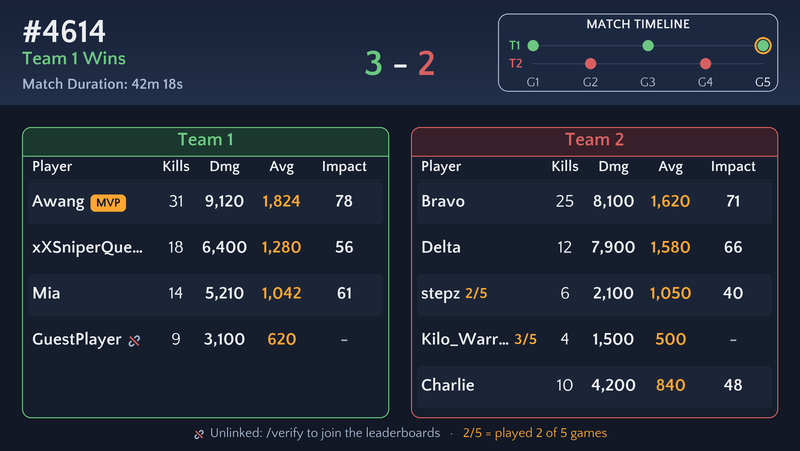 #4614
Team 1 Wins
Match Duration: 42m 18s
3 – 2
MATCH TIMELINE
T1
T2
G1 G2 G3 G4 G5
Team 1
Player Kills Dmg Avg Impact
Awang MVP 31 9,120 1,824 78
xXSniperQue... 18 6,400 1,280 56
Mia 14 5,210 1,042 61
GuestPlayer 9 3,100 620 –
Team 2
Player Kills Dmg Avg Impact
Bravo 25 8,100 1,620 71
Delta 12 7,900 1,580 66
stepz 2/5 6 2,100 1,050 40
Kilo_Warr... 3/5 4 1,500 500 –
Charlie 10 4,200 840 48
Unlinked: /verify to join the leaderboards · 2/5 = played 2 of 5 games